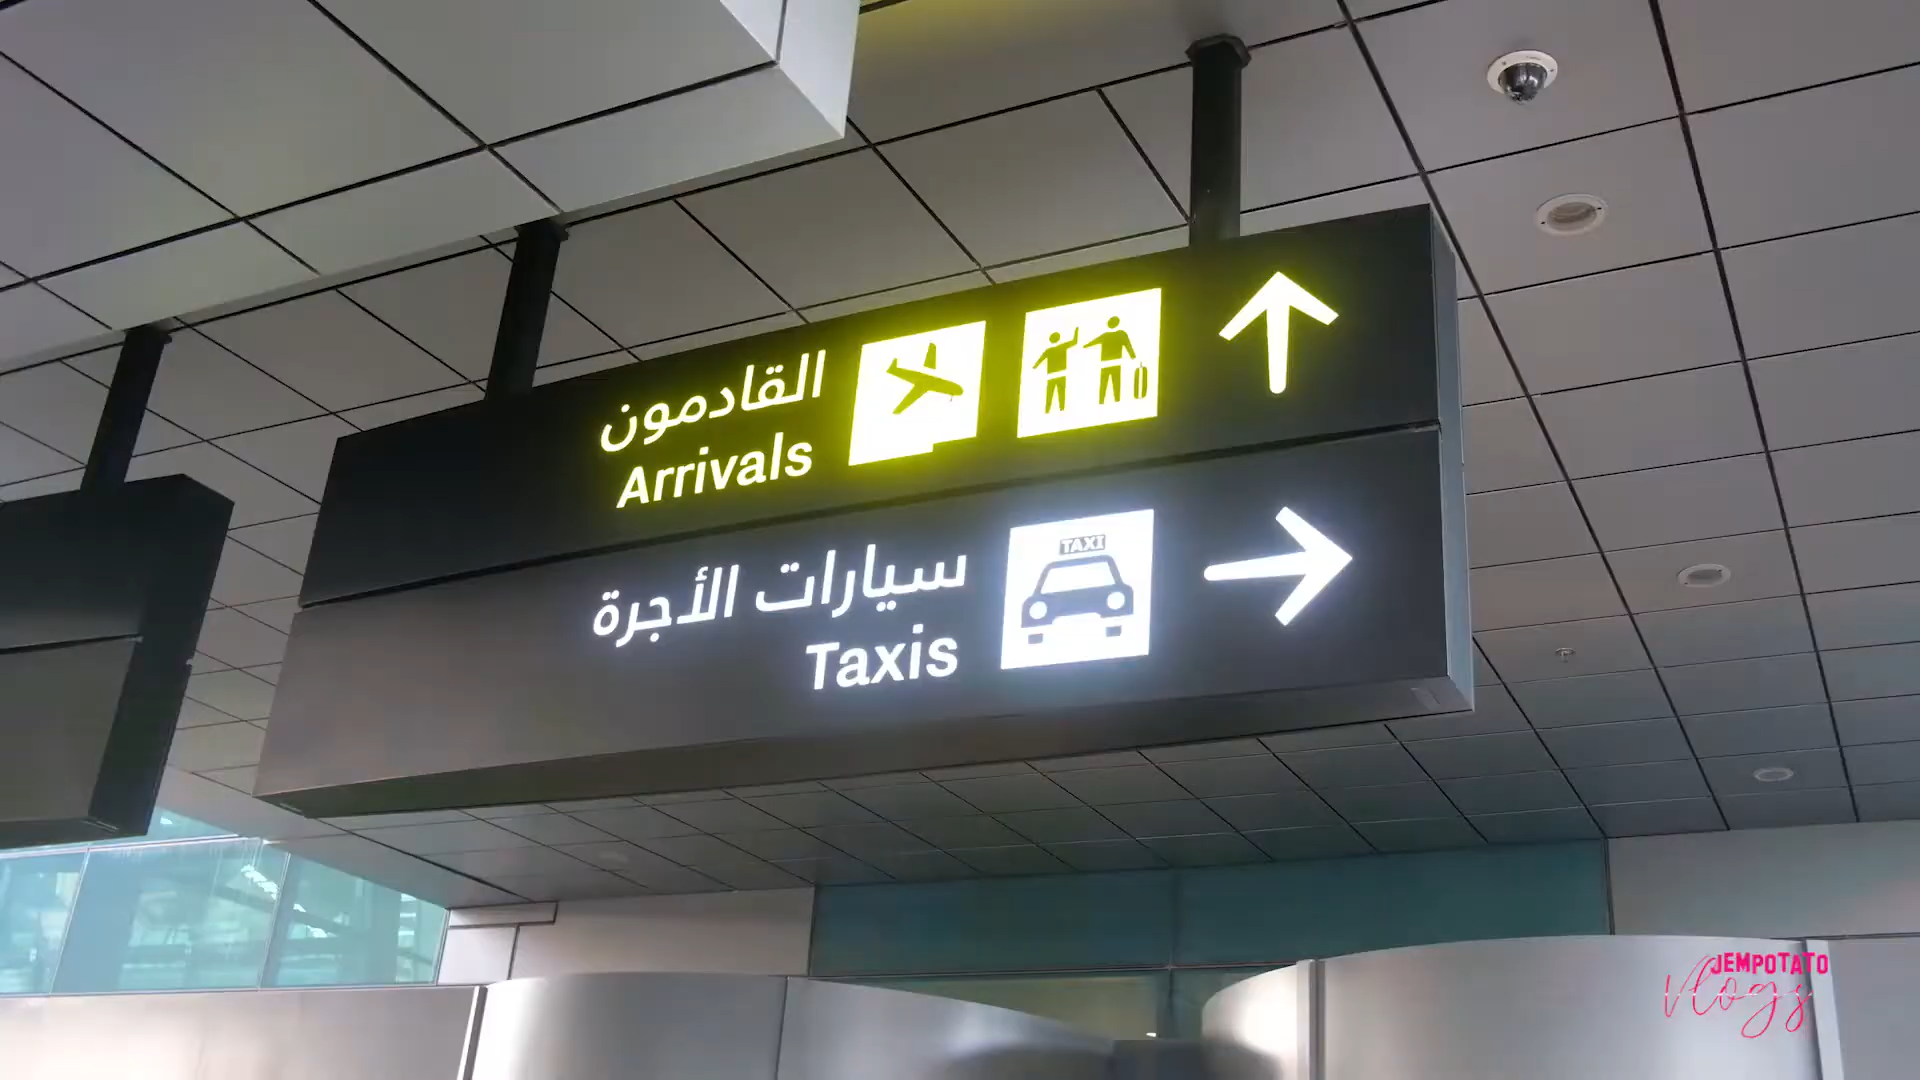 القادمون
Arrivals
سيارات الأجرة
Taxis
TAXI
JEMPOTATO
Vlogs